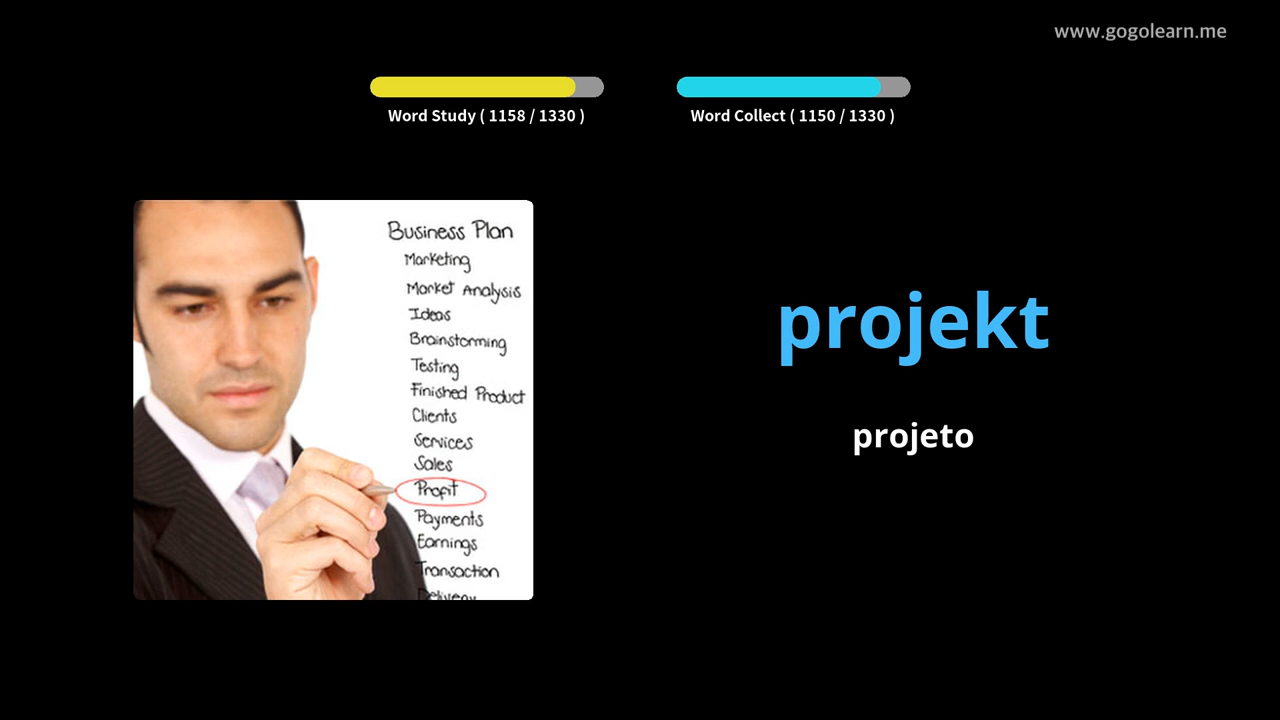 www.gogolearn.me
Word Study ( 1158 / 1330 )
Word Collect ( 1150 / 1330 )
Business Plan
Marketing
Market Analysis
Ideas
Brainstorming
Testing
Finished Product
Clients
Services
Sales
Profit
Payments
Earnings
Transaction
Delivery
projekt
projeto